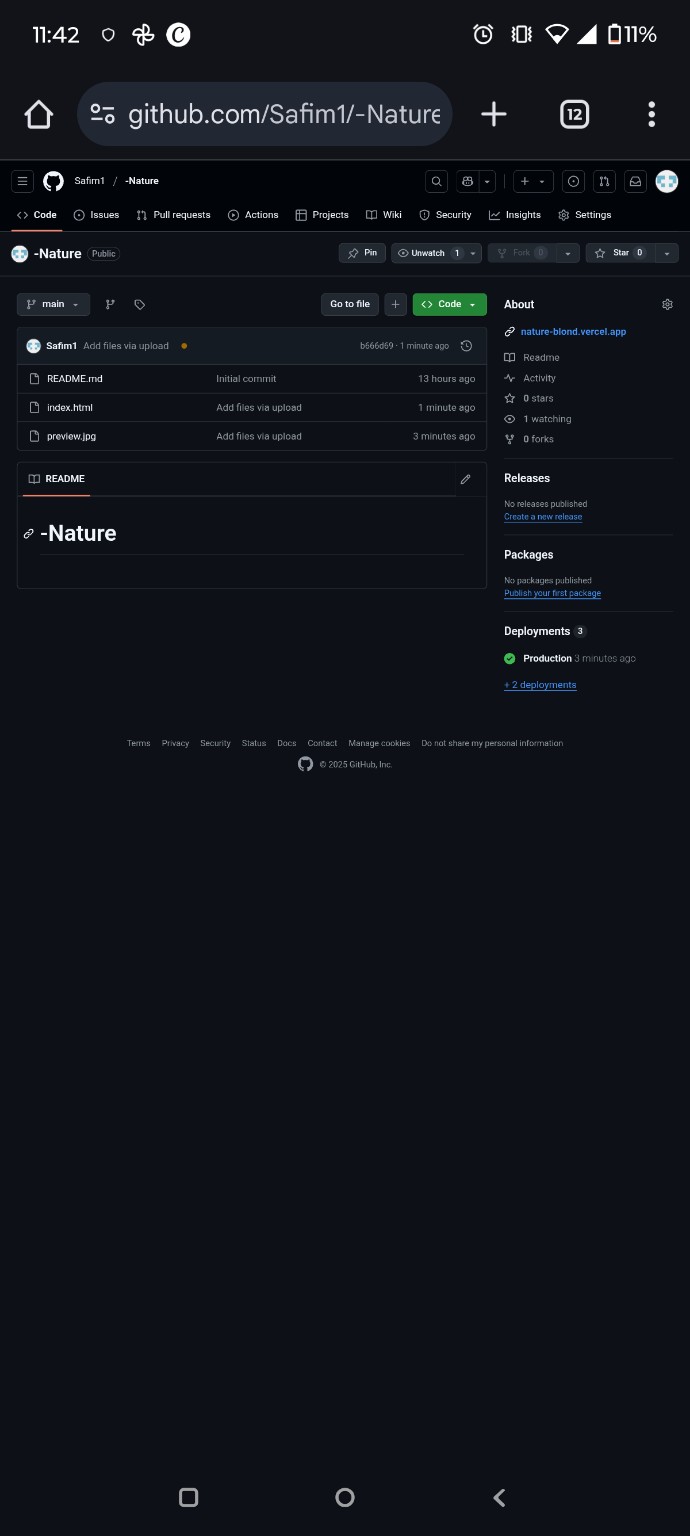 11:42 11%
github.com/Safim1/-Nature 12
Safim1 / -Nature
Code Issues Pull requests Actions Projects Wiki Security Insights Settings
-Nature Public Pin Unwatch 1 Fork 0 Star 0
main Go to file Code
Safim1 Add files via upload b666d69 · 1 minute ago
README.md Initial commit 13 hours ago
index.html Add files via upload 1 minute ago
preview.jpg Add files via upload 3 minutes ago
README
-Nature
About
nature-blond.vercel.app
Readme
Activity
0 stars
1 watching
0 forks
Releases
No releases published
Create a new release
Packages
No packages published
Publish your first package
Deployments 3
Production 3 minutes ago
+ 2 deployments
Terms Privacy Security Status Docs Contact Manage cookies Do not share my personal information
© 2025 GitHub, Inc.